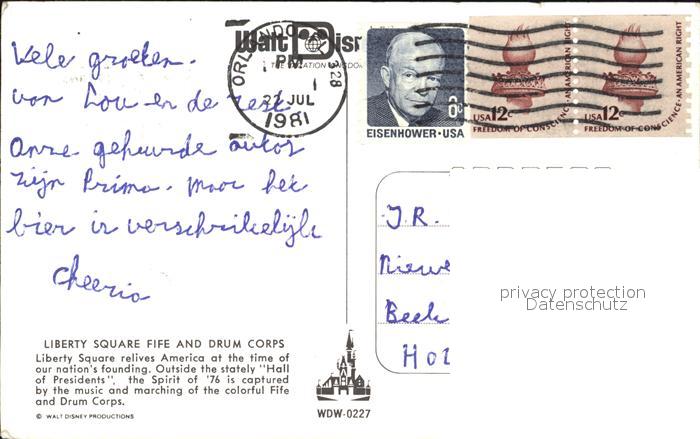 Vele groeten.
van Lou en de rest
Onze gehuurde autos
zijn Prima. Maar het
bier is verschrikelijk
Cheerio
LIBERTY SQUARE FIFE AND DRUM CORPS
Liberty Square relives America at the time of
our nation's founding. Outside the stately "Hall
of Presidents", the Spirit of '76 is captured
by the music and marching of the colorful Fife
and Drum Corps.
© WALT DISNEY PRODUCTIONS
WDW-0227
Walt Disn
THE VACATION KINGDOM
ORLANDO
PM
22 JUL
1981
328
6c
EISENHOWER·USA
USA 12c
FREEDOM OF CONSCIENCE-AN AMERICAN RIGHT
USA 12c
FREEDOM OF CONSCIENCE-AN AMERICAN RIGHT
J.R.
Nieuwe
Beek
Hol
privacy protection
Datenschutz